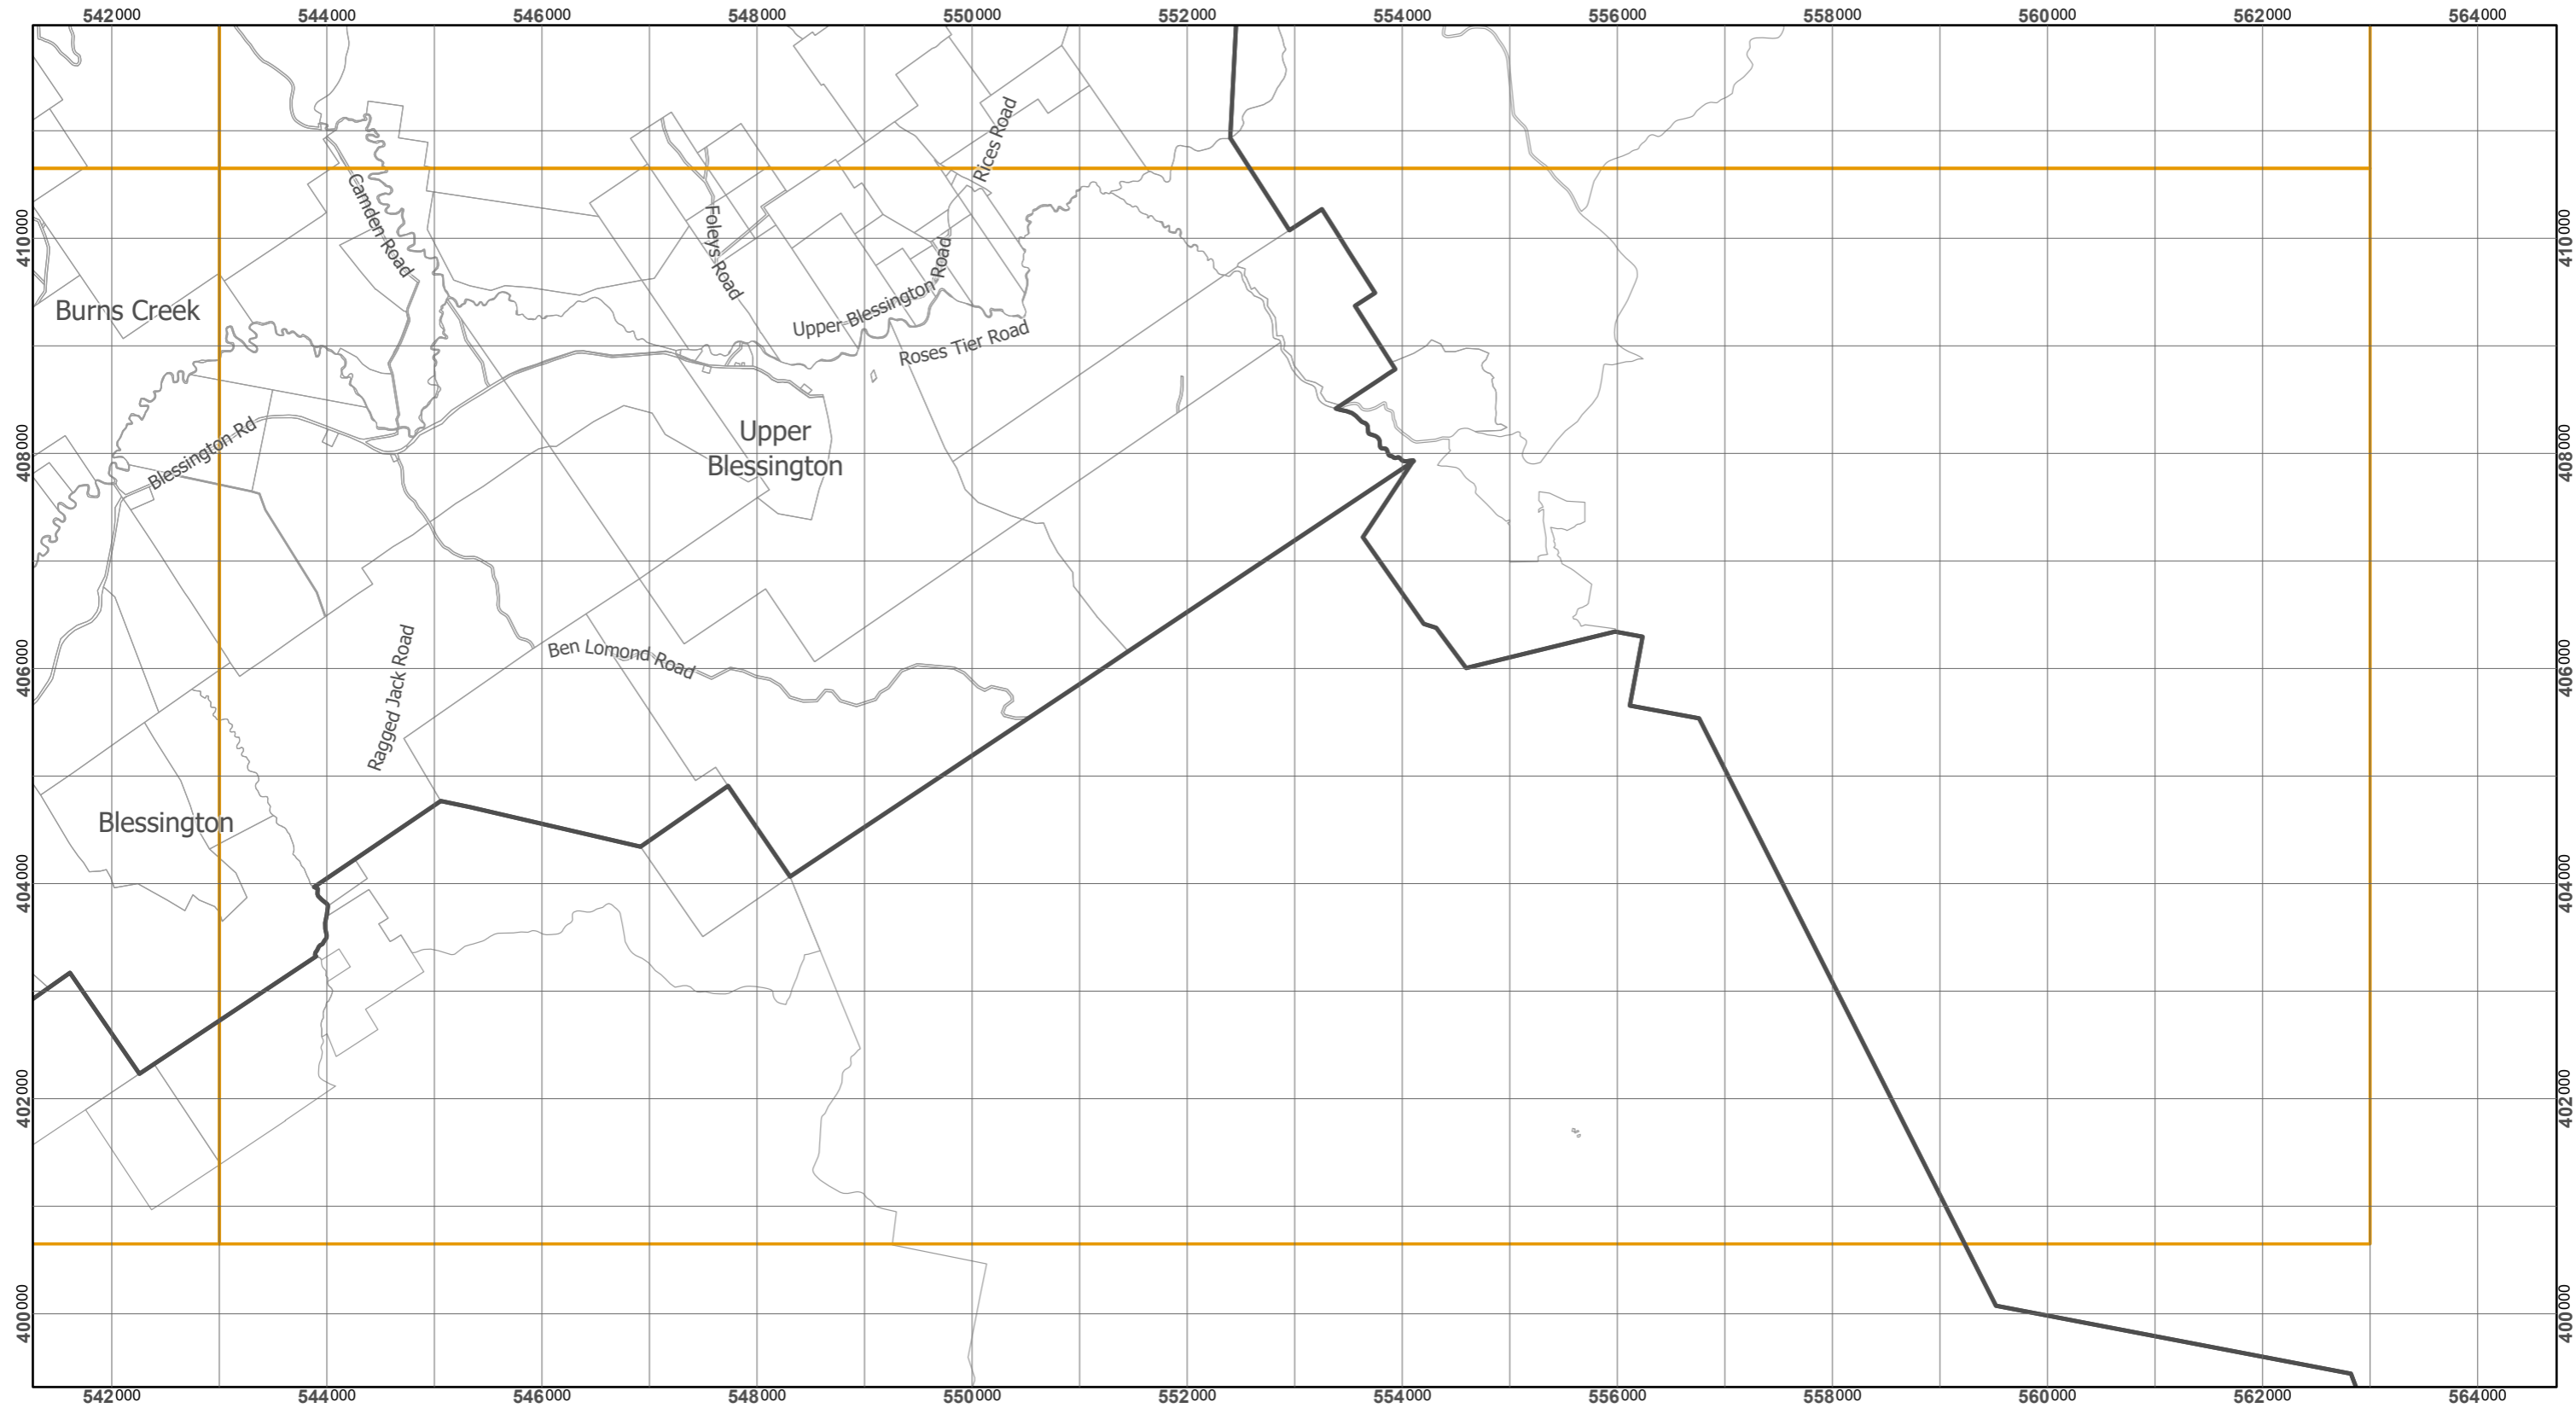 542000 544000 546000 548000 550000 552000 554000 556000 558000 560000 562000 564000
Rices Road
Camden Road
Foleys Road
410000
410000
Burns Creek
Upper Blessington Road
Roses Tier Road
Blessington Rd
Upper
Blessington
408000
408000
Ben Lomond Road
Ragged Jack Road
406000
406000
Blessington
404000
404000
402000
402000
400000
400000
542000 544000 546000 548000 550000 552000 554000 556000 558000 560000 562000 564000